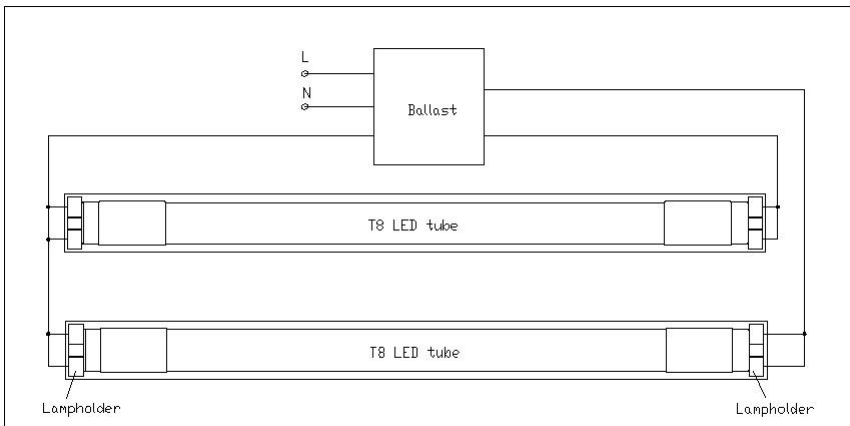 L
N
Ballast
T8 LED tube
T8 LED tube
Lampholder
Lampholder